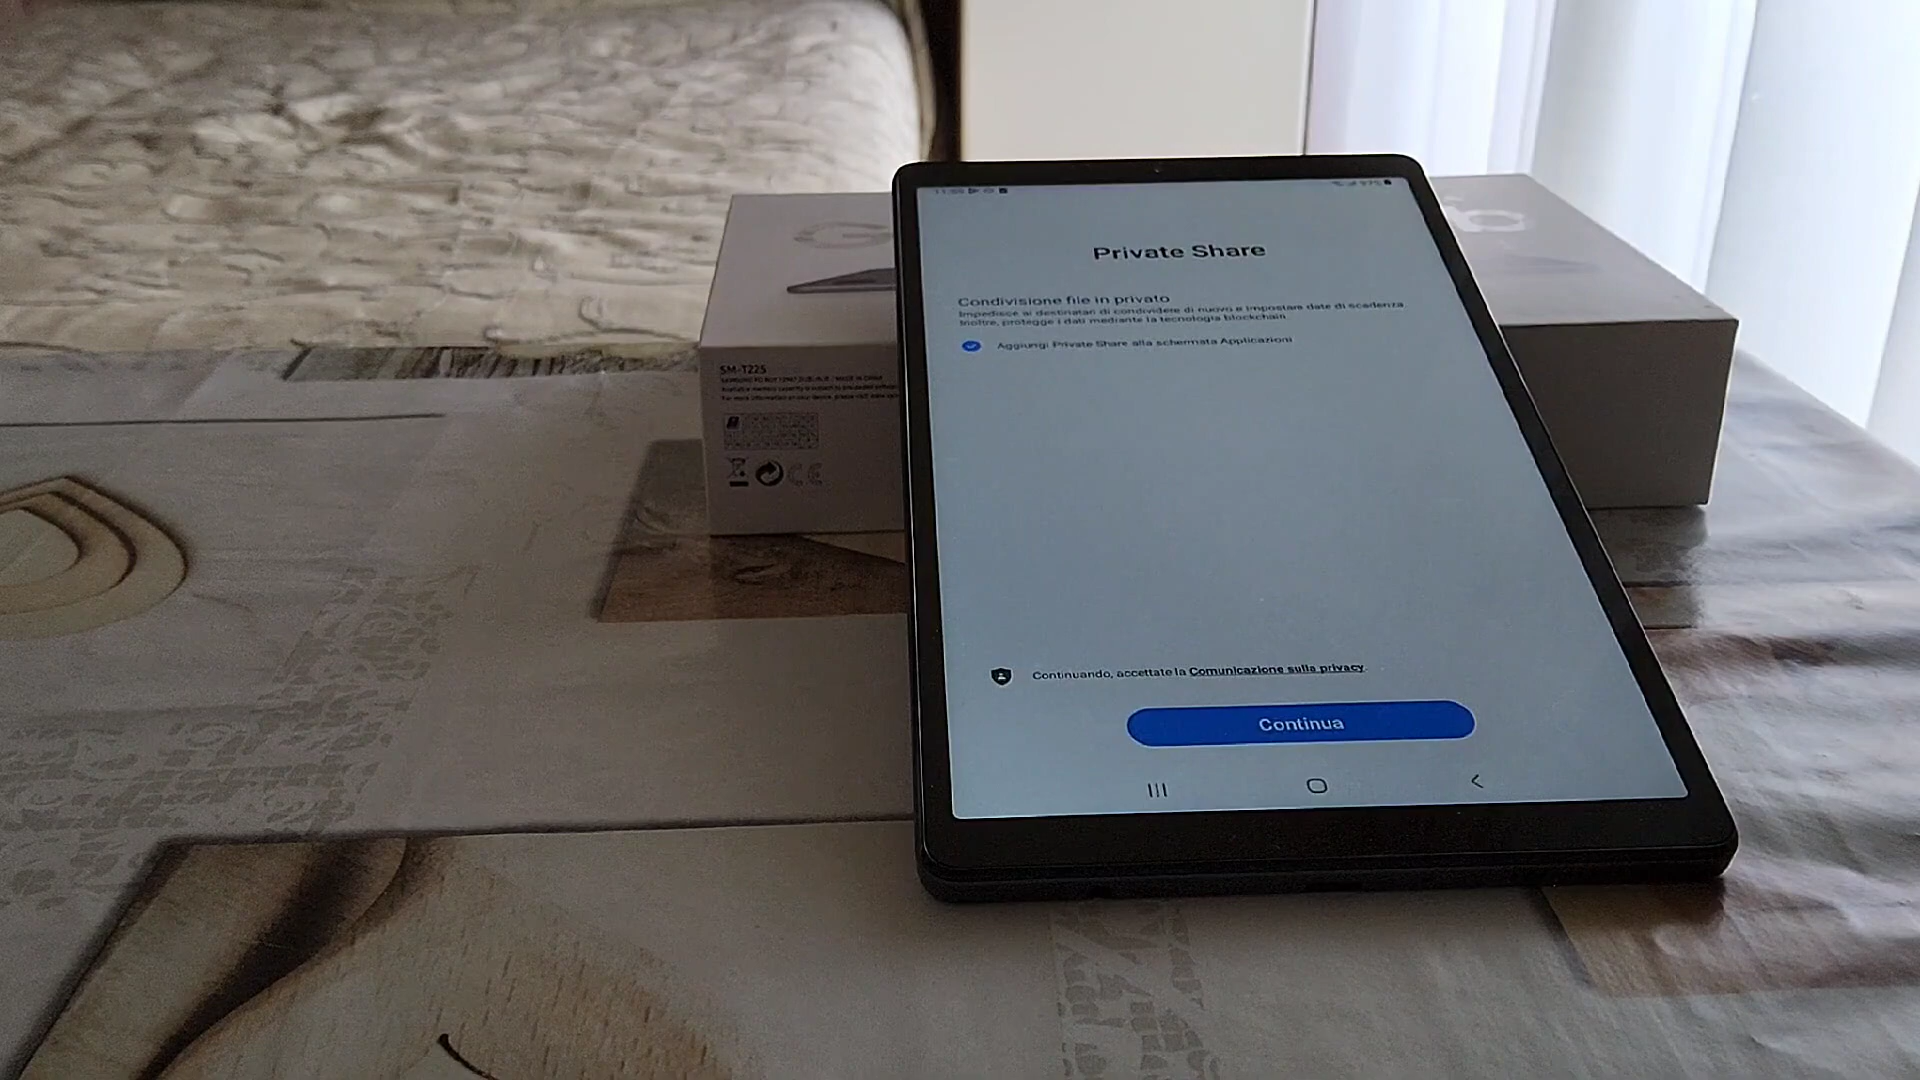 97%
Private Share
Condivisione file in privato
Impedisce ai destinatari di condividere di nuovo e impostare date di scadenza
Inoltre, protegge i dati mediante la tecnologia blockchain
Aggiungi Private Share alla schermata Applicazioni
SM-T225
Continuando, accettate la Comunicazione sulla privacy.
Continua